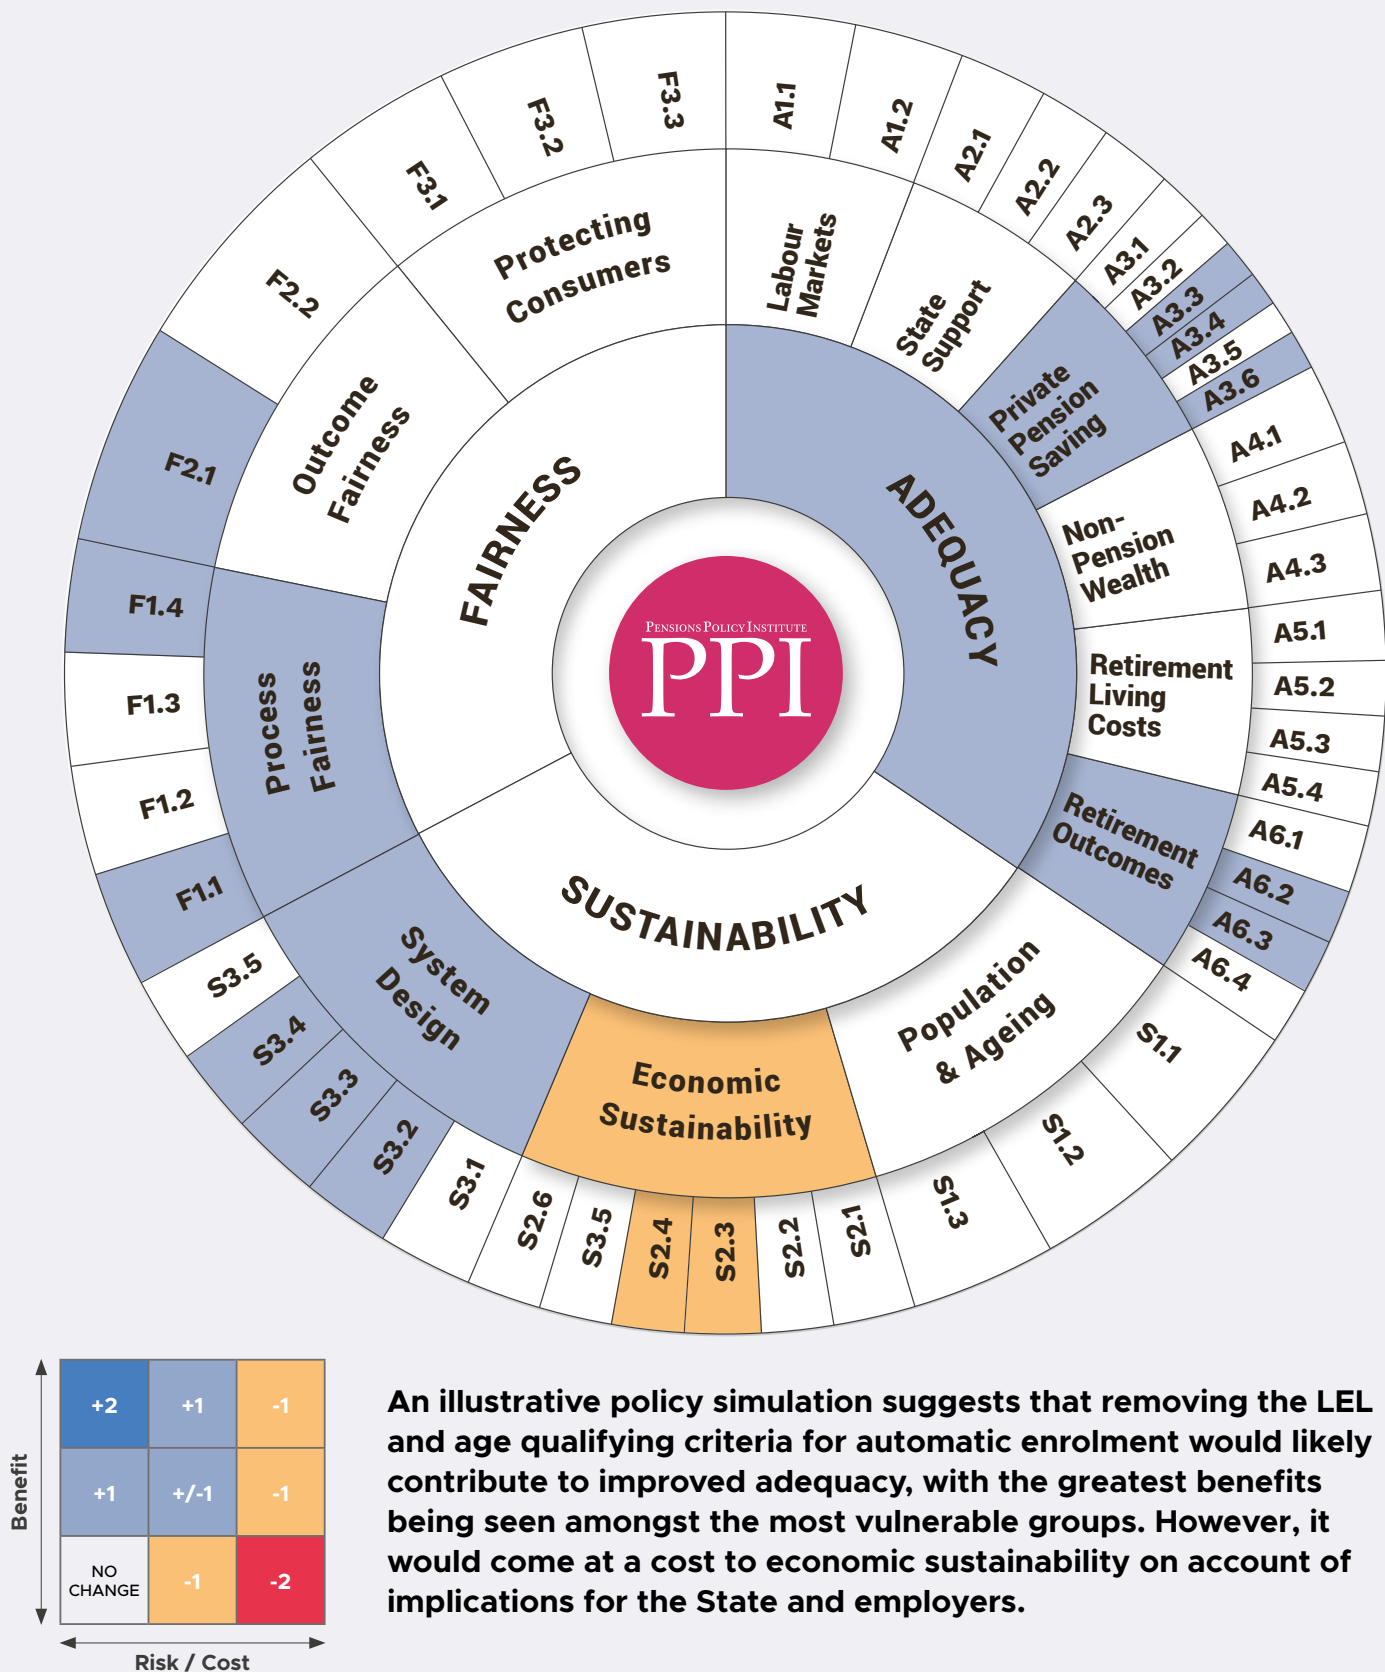 F3.3
A1.1
F3.2
A1.2
F3.1
A2.1
A2.2
A2.3
F2.2
A3.1
A3.2
A3.3
A3.4
A3.5
A3.6
F2.1
A4.1
A4.2
A4.3
F1.4
A5.1
F1.3
A5.2
A5.3
F1.2
A5.4
A6.1
F1.1
A6.2
A6.3
S3.5
A6.4
S3.4
S1.1
S3.3
S1.2
S3.2
S3.1
S1.3
S2.6
S3.5
S2.4
S2.3
S2.2
S2.1
Protecting
Consumers
Labour
Markets
State
Support
Private
Pension
Saving
Outcome
Fairness
Non-
Pension
Wealth
Process
Fairness
Retirement
Living
Costs
Retirement
Outcomes
System
Design
Economic
Sustainability
Population
& Ageing
FAIRNESS
ADEQUACY
SUSTAINABILITY
PENSIONS POLICY INSTITUTE
PPI
Benefit
+2
+1
-1
+1
+/-1
-1
NO
CHANGE
-1
-2
Risk / Cost
An illustrative policy simulation suggests that removing the LEL
and age qualifying criteria for automatic enrolment would likely
contribute to improved adequacy, with the greatest benefits
being seen amongst the most vulnerable groups. However, it
would come at a cost to economic sustainability on account of
implications for the State and employers.